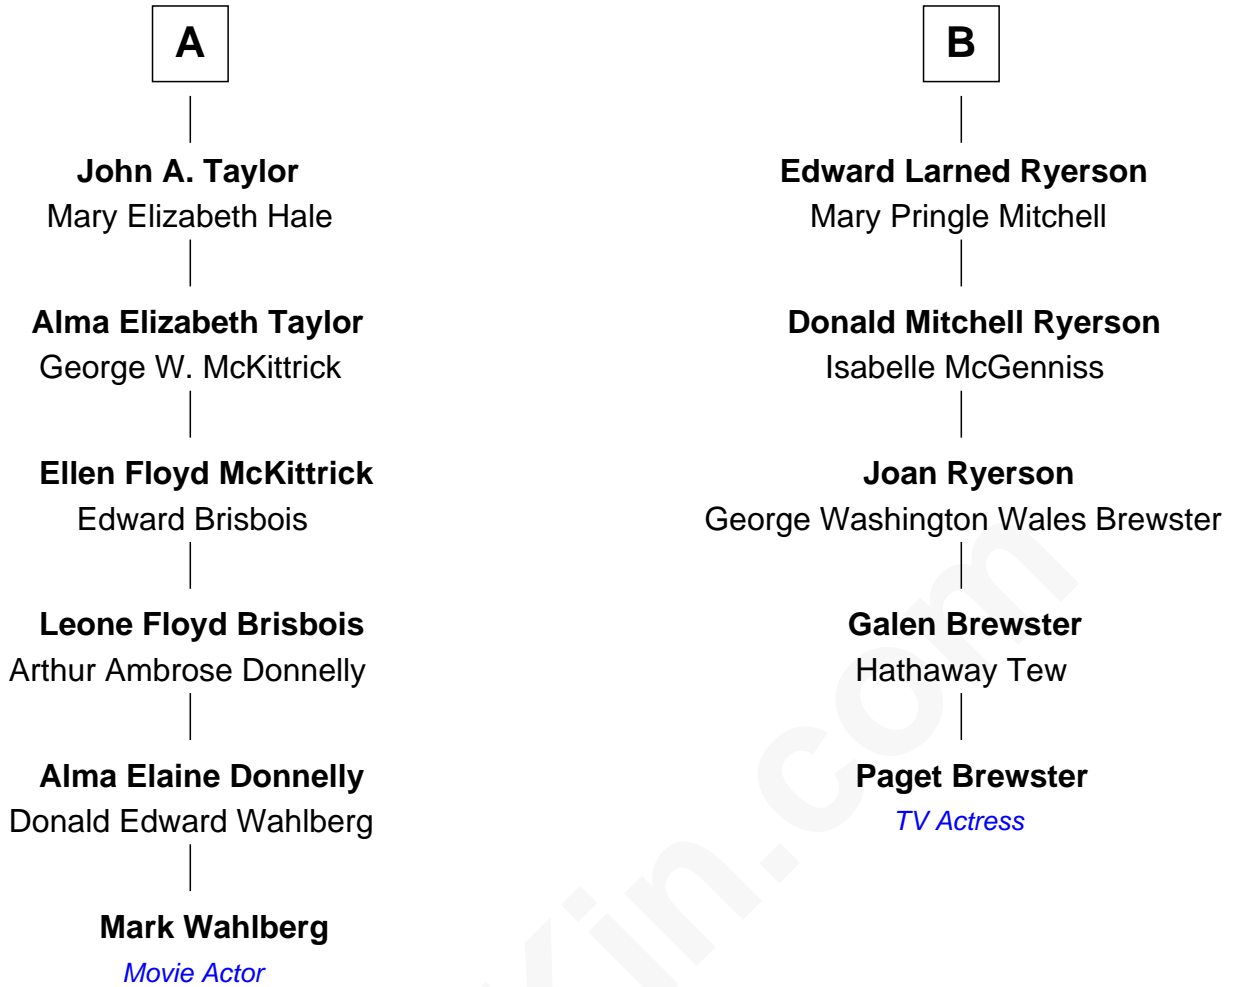 A
John A. Taylor
Mary Elizabeth Hale
Alma Elizabeth Taylor
George W. McKittrick
Ellen Floyd McKittrick
Edward Brisbois
Leone Floyd Brisbois
Arthur Ambrose Donnelly
Alma Elaine Donnelly
Donald Edward Wahlberg
Mark Wahlberg
Movie Actor
B
Edward Larned Ryerson
Mary Pringle Mitchell
Donald Mitchell Ryerson
Isabelle McGenniss
Joan Ryerson
George Washington Wales Brewster
Galen Brewster
Hathaway Tew
Paget Brewster
TV Actress
Kin.com